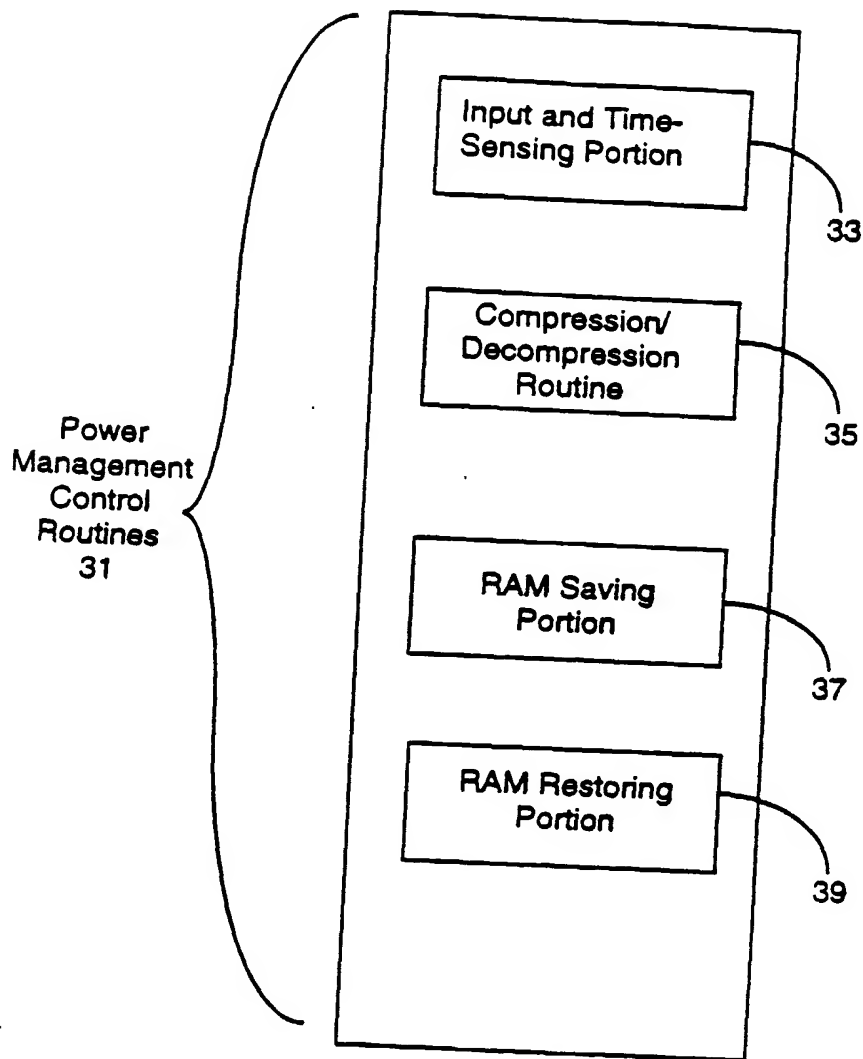 Input and Time-
Sensing Portion
33
Compression/
Decompression
Routine
35
Power
Management
Control
Routines
31
RAM Saving
Portion
37
RAM Restoring
Portion
39